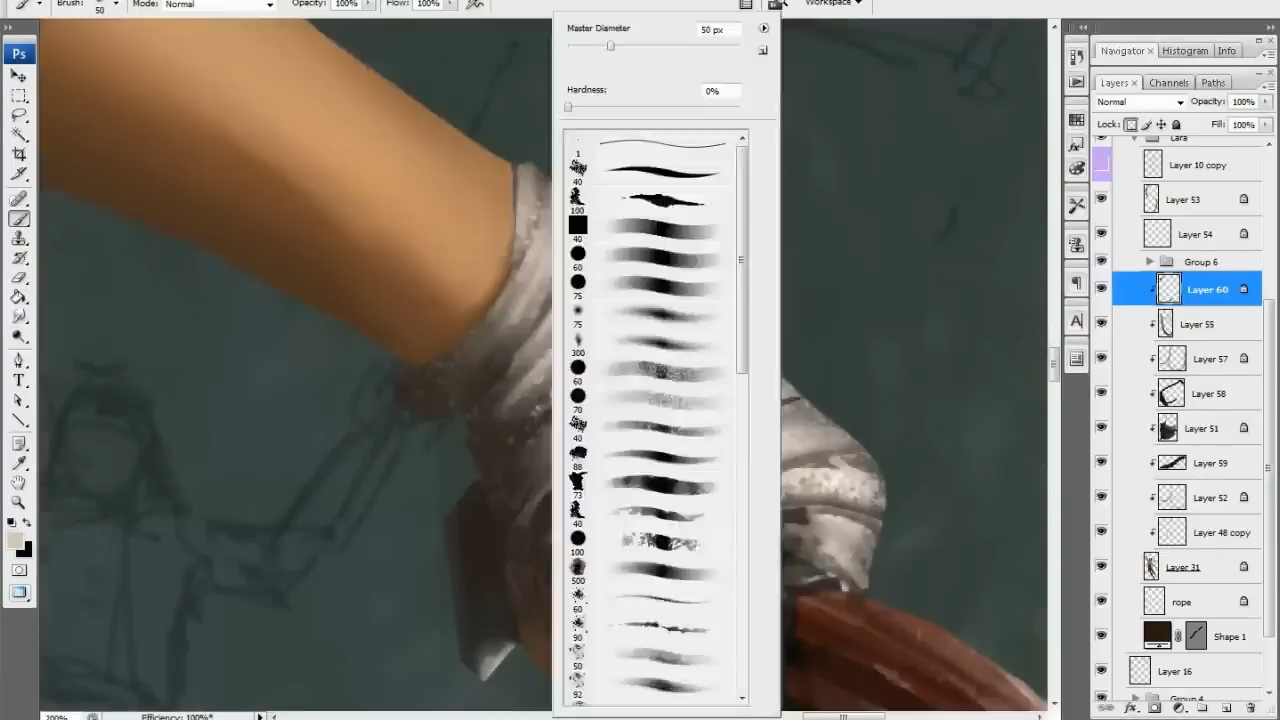 Brush: 50 Mode: Normal Opacity: 100% Flow: 100% Workspace
Ps
Master Diameter 50 px
Hardness: 0%
1
40
100
40
60
75
75
300
60
70
40
88
73
40
100
500
60
90
50
92
Navigator × Histogram Info
Layers × Channels Paths
Normal Opacity: 100%
Lock: Fill: 100%
Lara
Layer 10 copy
Layer 54
Group 6
Layer 60
Layer 55
Layer 57
Layer 58
Layer 51
Layer 59
Layer 52
Layer 48 copy
Layer 31
rope
Shape 1
Layer 16
Group 4
200% Efficiency: 100%*